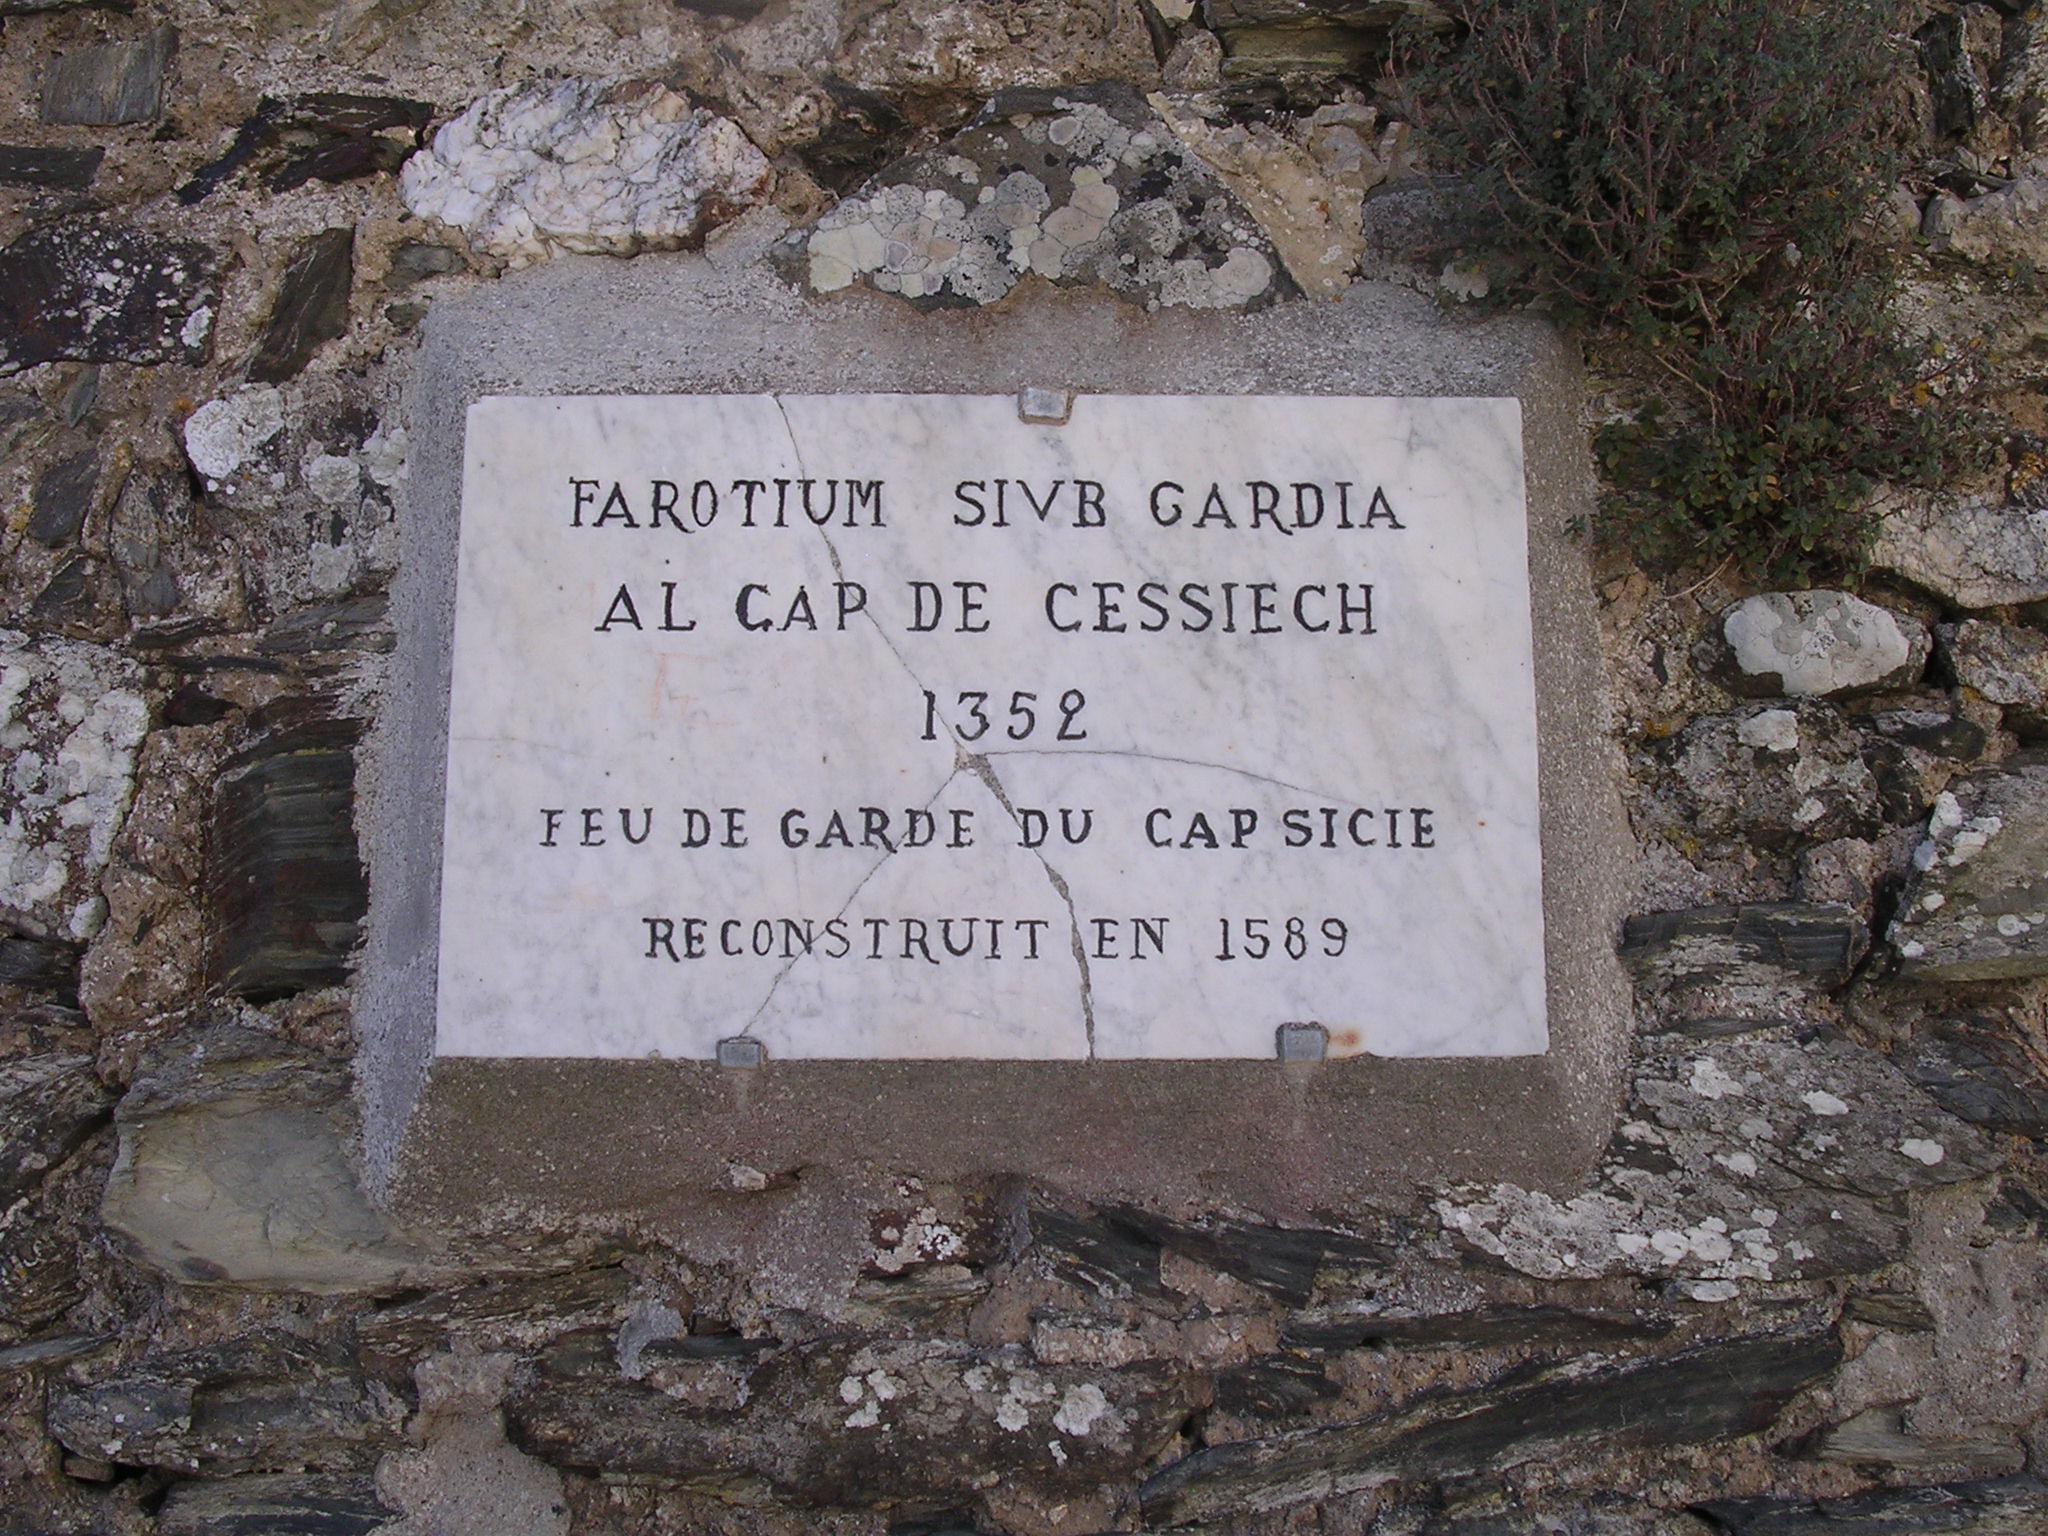 FAROTIUM SIVB GARDIA
AL CAP DE CESSIECH
1352
FEU DE GARDE DU CAP SICIE
RECONSTRUIT EN 1589